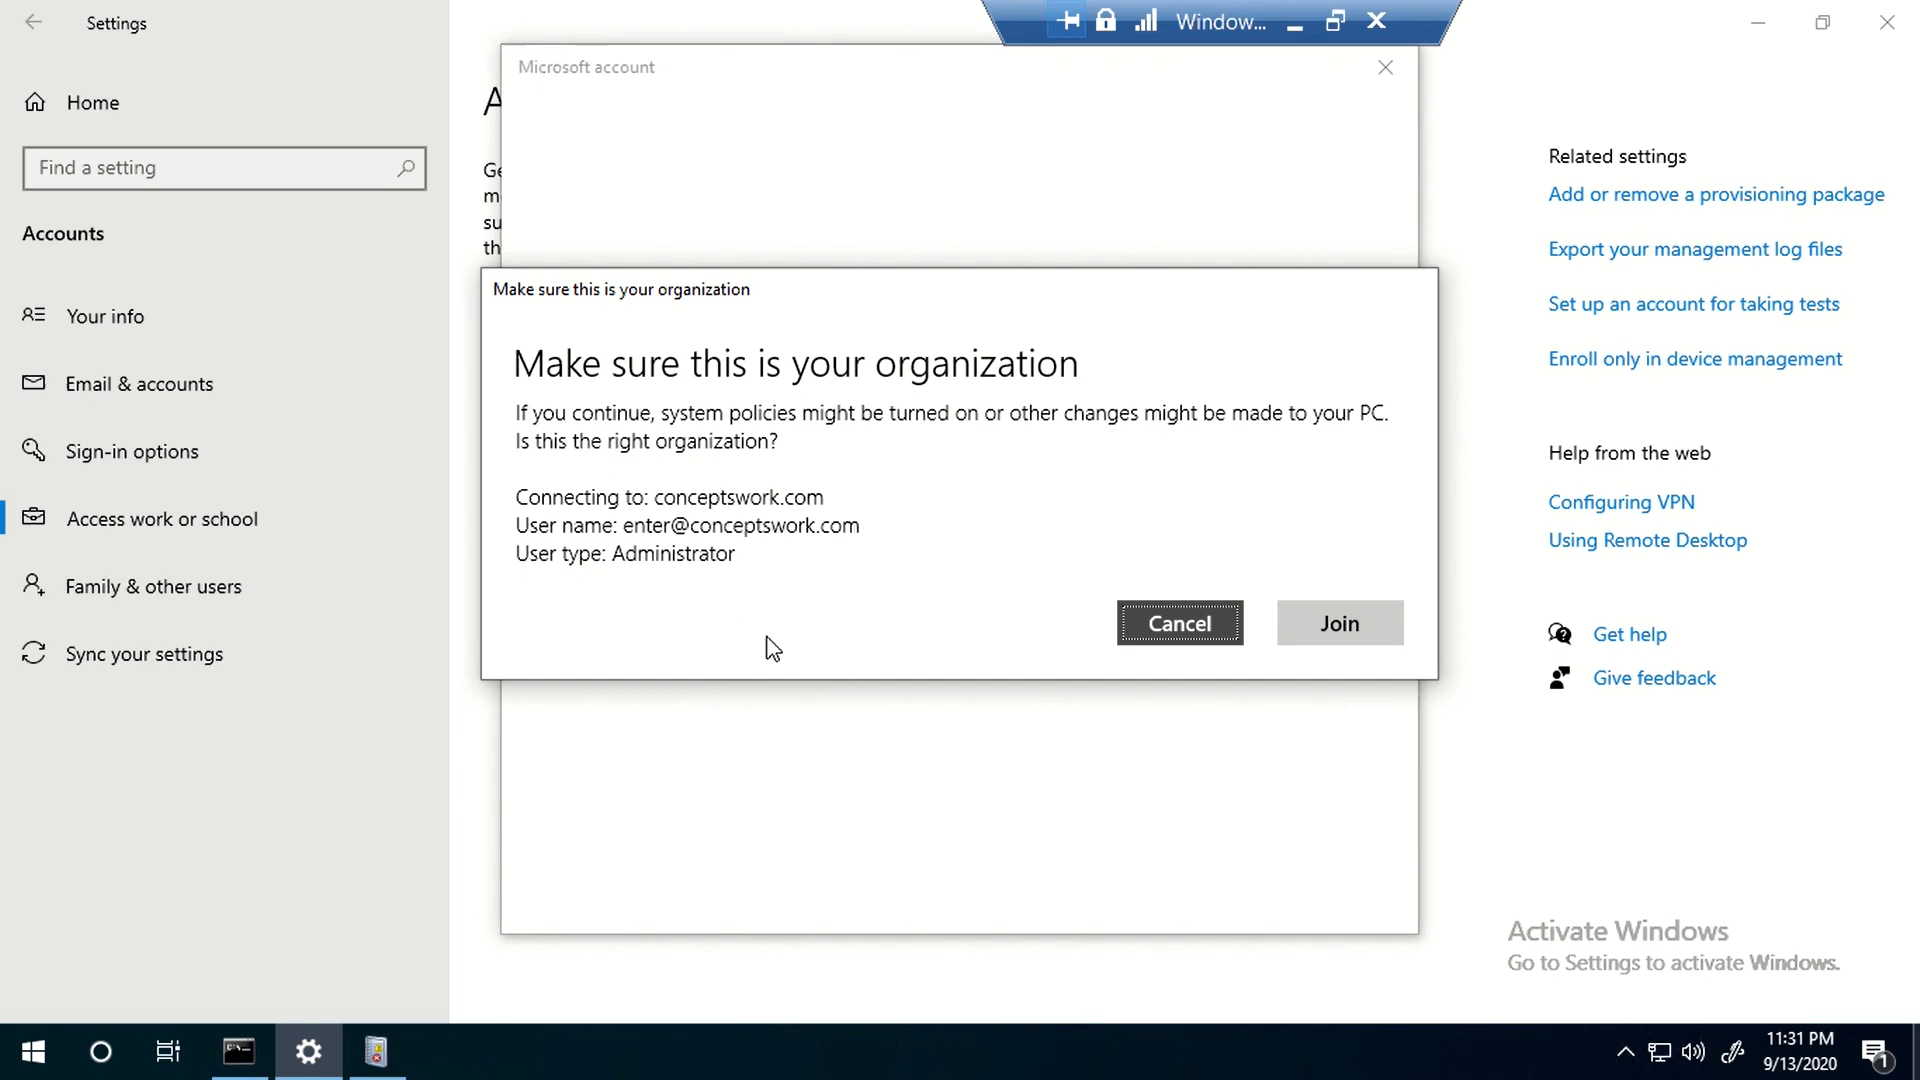 Settings
Window...
Microsoft account
Home
Find a setting
Accounts
Your info
Email & accounts
Sign-in options
Access work or school
Family & other users
Sync your settings
A
Ge
m
su
th
Make sure this is your organization
Make sure this is your organization
If you continue, system policies might be turned on or other changes might be made to your PC.
Is this the right organization?
Connecting to: conceptswork.com
User name: enter@conceptswork.com
User type: Administrator
Cancel
Join
Related settings
Add or remove a provisioning package
Export your management log files
Set up an account for taking tests
Enroll only in device management
Help from the web
Configuring VPN
Using Remote Desktop
Get help
Give feedback
Activate Windows
Go to Settings to activate Windows.
11:31 PM
9/13/2020
1